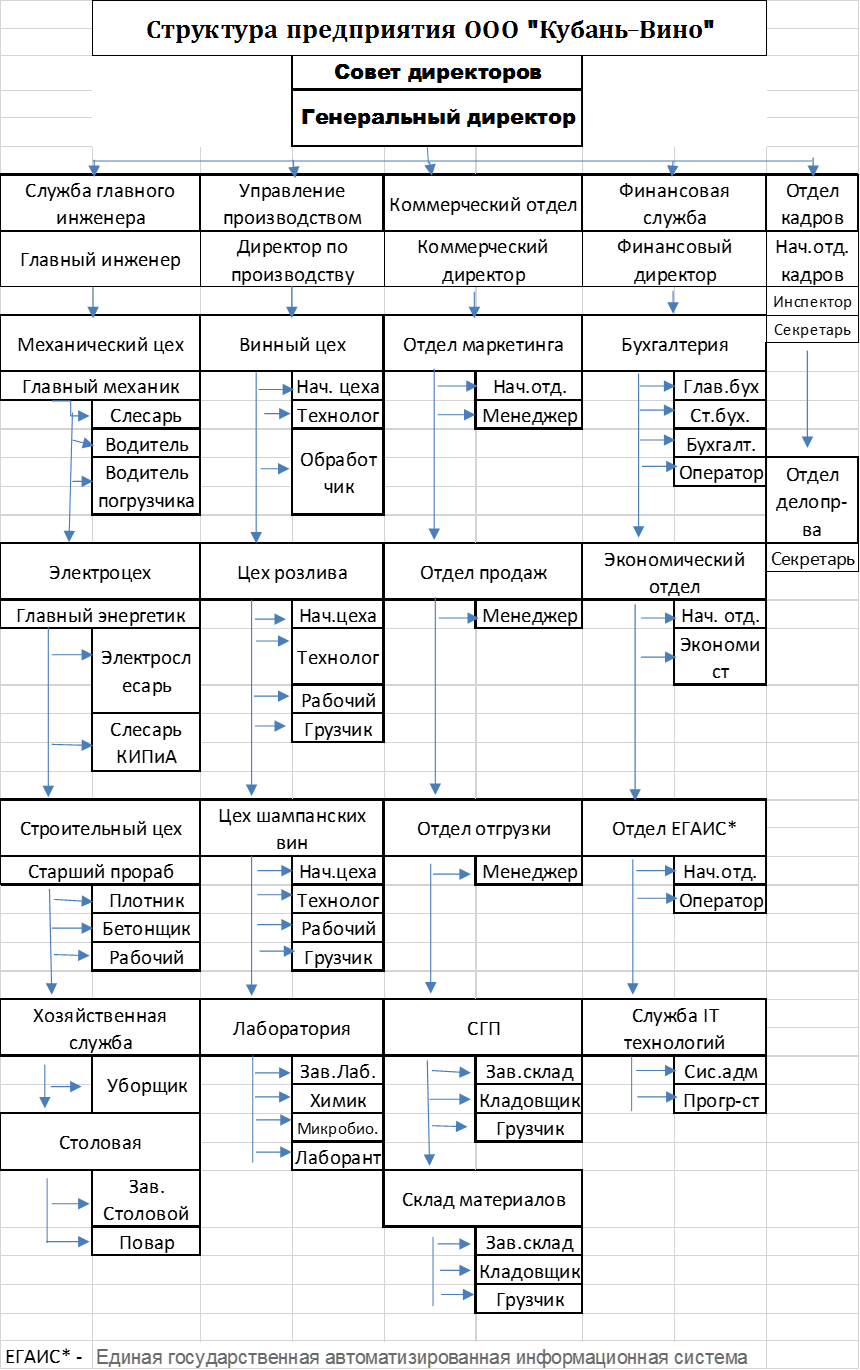 Структура предприятия ООО "Кубань-Вино"
Совет директоров
Генеральный директор
Служба главного
инженера
Управление
производством
Коммерческий отдел
Финансовая
служба
Отдел
кадров
Главный инженер
Директор по
производству
Коммерческий
директор
Финансовый
директор
Нач.отд.
кадров
Инспектор
Секретарь
Механический цех
Винный цех
Отдел маркетинга
Бухгалтерия
Главный механик
Слесарь
Водитель
Водитель
погрузчика
Нач. цеха
Технолог
Обработ
чик
Нач.отд.
Менеджер
Глав.бух
Ст.бух.
Бухгалт.
Оператор
Отдел
делопр-
ва
Секретарь
Электроцех
Цех розлива
Отдел продаж
Экономический
отдел
Главный энергетик
Электросл
есарь
Слесарь
КИПиА
Нач.цеха
Технолог
Рабочий
Грузчик
Менеджер
Нач. отд.
Экономи
ст
Строительный цех
Цех шампанских
вин
Отдел отгрузки
Отдел ЕГАИС*
Старший прораб
Плотник
Бетонщик
Рабочий
Нач.цеха
Технолог
Рабочий
Грузчик
Менеджер
Нач.отд.
Оператор
Хозяйственная
служба
Лаборатория
СГП
Служба IT
технологий
Уборщик
Зав.Лаб.
Химик
Микробио.
Лаборант
Зав.склад
Кладовщик
Грузчик
Сис.адм
Прогр-ст
Столовая
Зав.
Столовой
Повар
Склад материалов
Зав.склад
Кладовщик
Грузчик
ЕГАИС* - Единая государственная автоматизированная информационная система